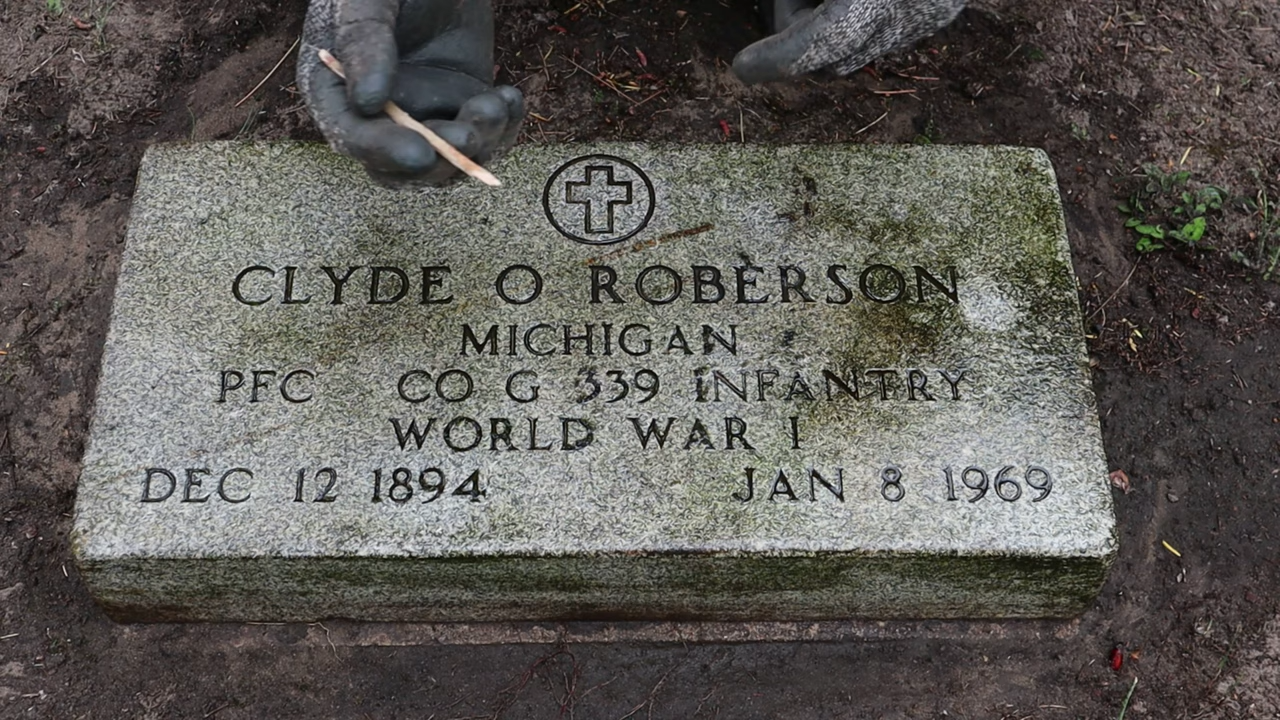 CLYDE O ROBERSON
MICHIGAN
PFC CO G 339 INFANTRY
WORLD WAR I
DEC 12 1894 JAN 8 1969